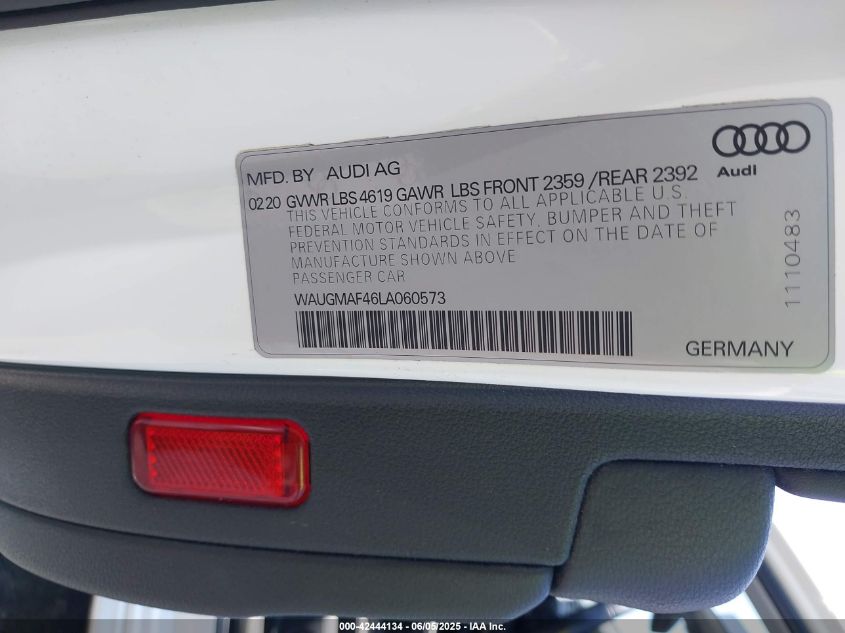 MFD. BY AUDI AG
Audi
02.20 GVWR LBS 4619 GAWR LBS FRONT 2359 / REAR 2392
THIS VEHICLE CONFORMS TO ALL APPLICABLE U.S.
FEDERAL MOTOR VEHICLE SAFETY, BUMPER AND THEFT
PREVENTION STANDARDS IN EFFECT ON THE DATE OF
MANUFACTURE SHOWN ABOVE
PASSENGER CAR
WAUGMAF46LA060573
GERMANY
1110483
000-42444134 - 06/05/2025 - IAA Inc.